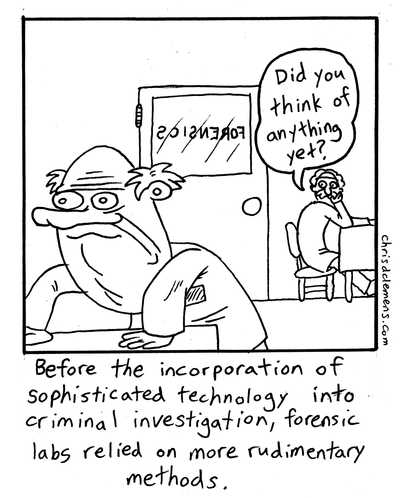 FORENSICS
Did you
think of
anything
yet?
chrisdclemens.com
Before the incorporation of
sophisticated technology into
criminal investigation, forensic
labs relied on more rudimentary
methods.